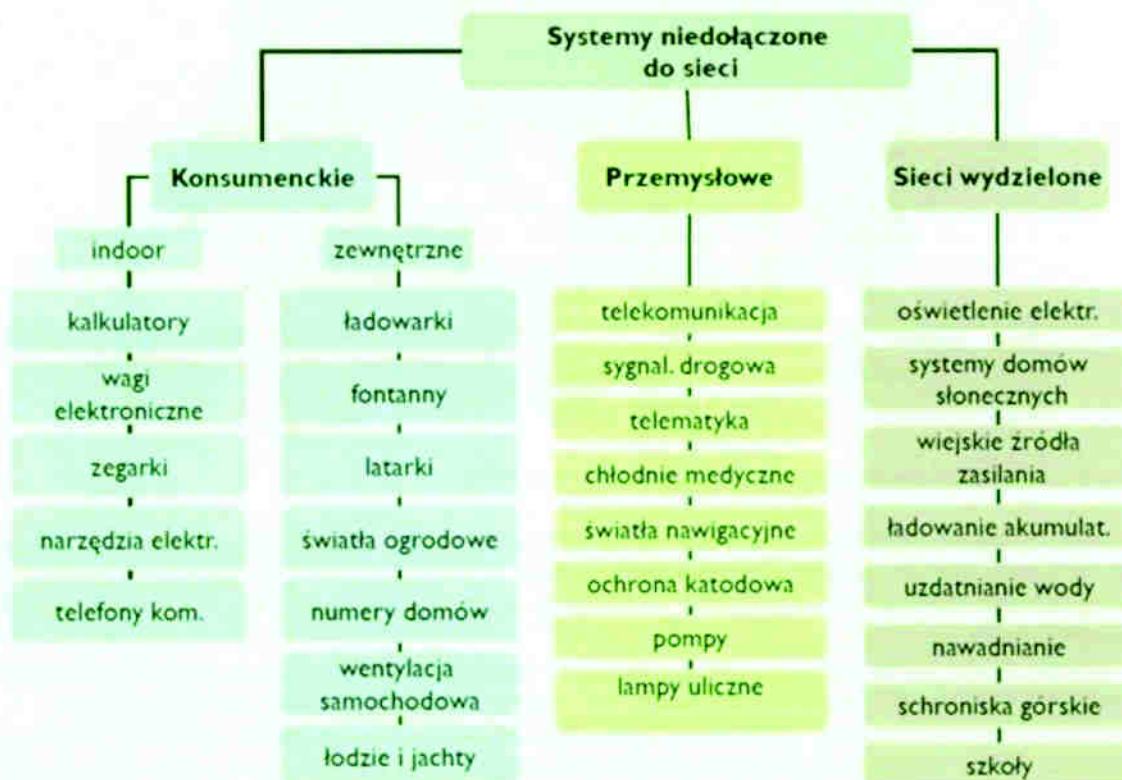 Systemy niedołączone
do sieci
Konsumenckie
indoor
kalkulatory
wagi
elektroniczne
zegarki
narzędzia elektr.
telefony kom.
zewnętrzne
ładowarki
fontanny
latarki
światła ogrodowe
numery domów
wentylacja
samochodowa
łodzie i jachty
Przemysłowe
telekomunikacja
sygnal. drogowa
telematyka
chłodnie medyczne
światła nawigacyjne
ochrona katodowa
pompy
lampy uliczne
Sieci wydzielone
oświetlenie elektr.
systemy domów
słonecznych
wiejskie źródła
zasilania
ładowanie akumulat.
uzdatnianie wody
nawadnianie
schroniska górskie
szkoły